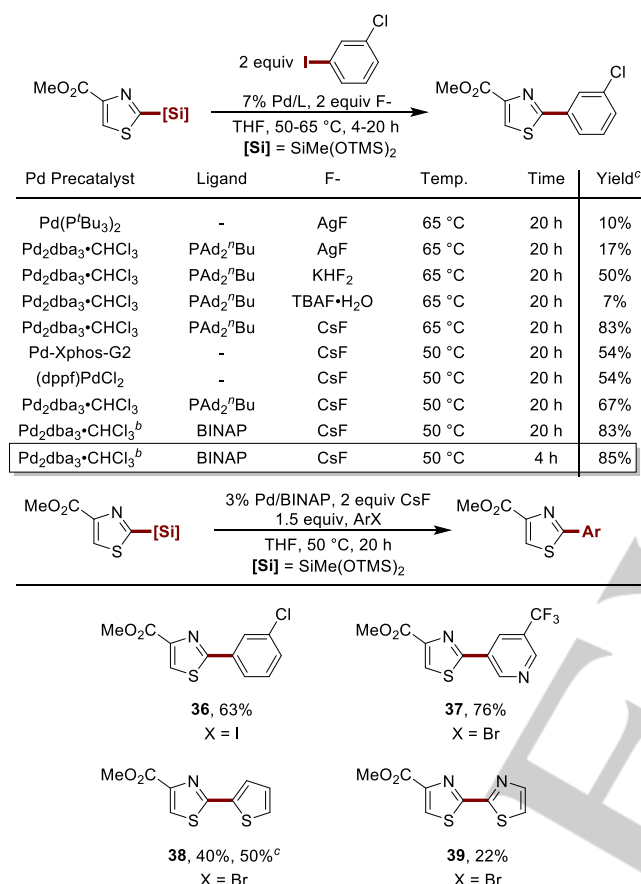 Cl
2 equiv I
MeO₂C N S [Si]
7% Pd/L, 2 equiv F-
THF, 50-65 °C, 4-20 h
[Si] = SiMe(OTMS)₂
MeO₂C N S Cl
Pd Precatalyst Ligand F- Temp. Time Yieldᶜ
Pd(PᵗBu₃)₂ - AgF 65 °C 20 h 10%
Pd₂dba₃•CHCl₃ PAd₂ⁿBu AgF 65 °C 20 h 17%
Pd₂dba₃•CHCl₃ PAd₂ⁿBu KHF₂ 65 °C 20 h 50%
Pd₂dba₃•CHCl₃ PAd₂ⁿBu TBAF•H₂O 65 °C 20 h 7%
Pd₂dba₃•CHCl₃ PAd₂ⁿBu CsF 65 °C 20 h 83%
Pd-Xphos-G2 - CsF 50 °C 20 h 54%
(dppf)PdCl₂ - CsF 50 °C 20 h 54%
Pd₂dba₃•CHCl₃ PAd₂ⁿBu CsF 50 °C 20 h 67%
Pd₂dba₃•CHCl₃ᵇ BINAP CsF 50 °C 20 h 83%
Pd₂dba₃•CHCl₃ᵇ BINAP CsF 50 °C 4 h 85%
MeO₂C N S [Si]
3% Pd/BINAP, 2 equiv CsF
1.5 equiv, ArX
THF, 50 °C, 20 h
[Si] = SiMe(OTMS)₂
MeO₂C N S Ar
MeO₂C N S Cl
36, 63%
X = I
MeO₂C N S CF₃ N
37, 76%
X = Br
MeO₂C N S S
38, 40%, 50%ᶜ
X = Br
MeO₂C N S N S
39, 22%
X = Br